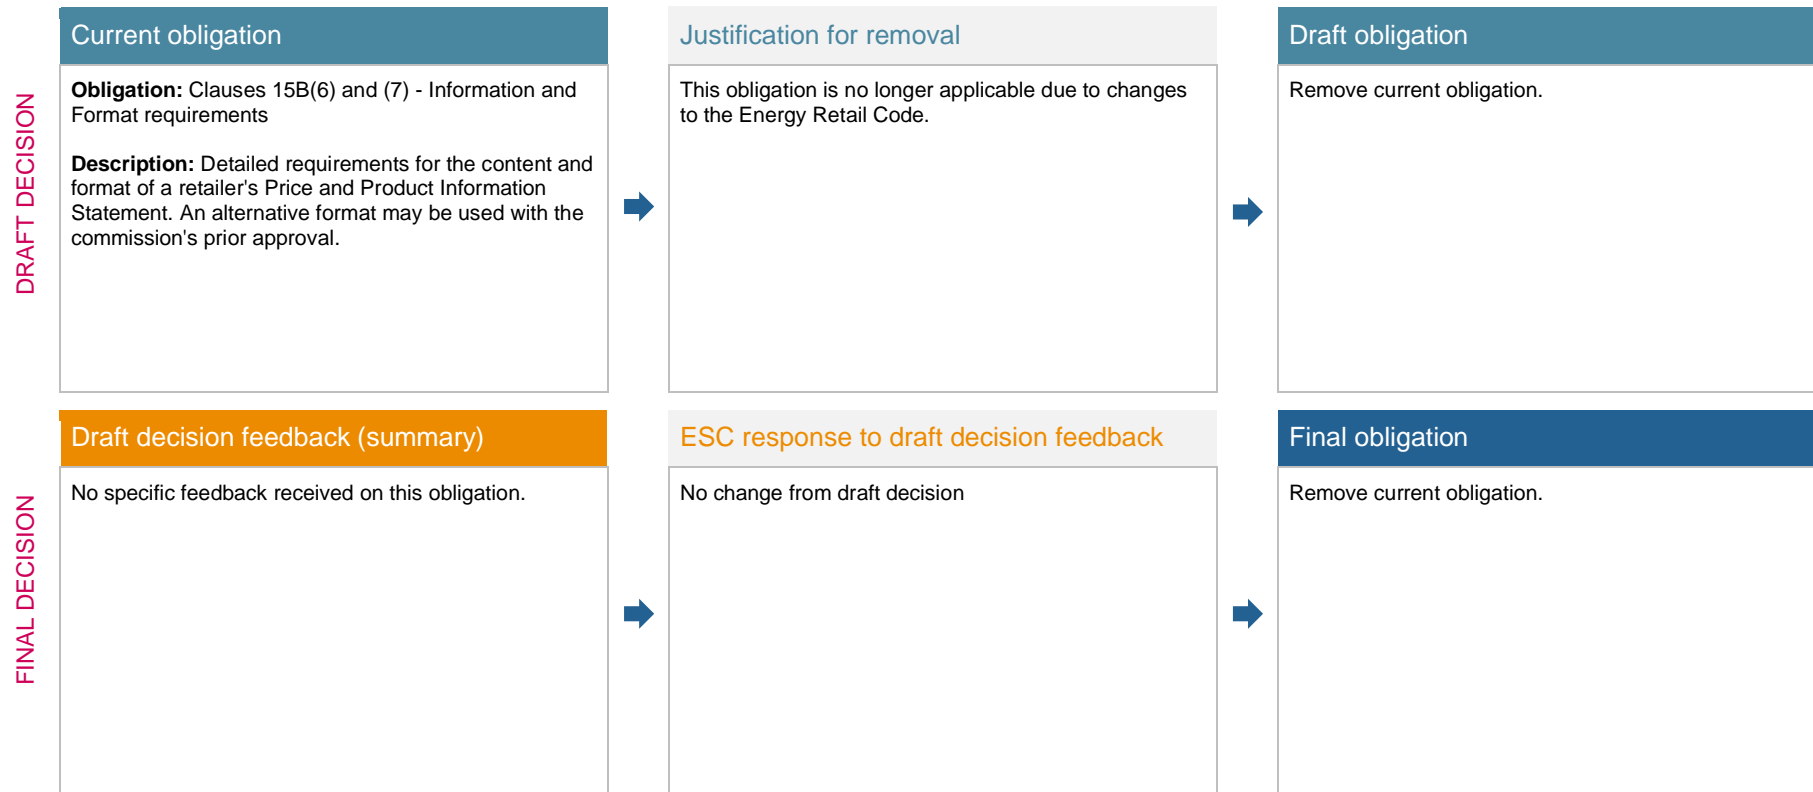 DRAFT DECISION
Current obligation
Obligation: Clauses 15B(6) and (7) - Information and
Format requirements
Description: Detailed requirements for the content and
format of a retailer's Price and Product Information
Statement. An alternative format may be used with the
commission's prior approval.
Justification for removal
This obligation is no longer applicable due to changes
to the Energy Retail Code.
Draft obligation
Remove current obligation.
FINAL DECISION
Draft decision feedback (summary)
No specific feedback received on this obligation.
ESC response to draft decision feedback
No change from draft decision
Final obligation
Remove current obligation.